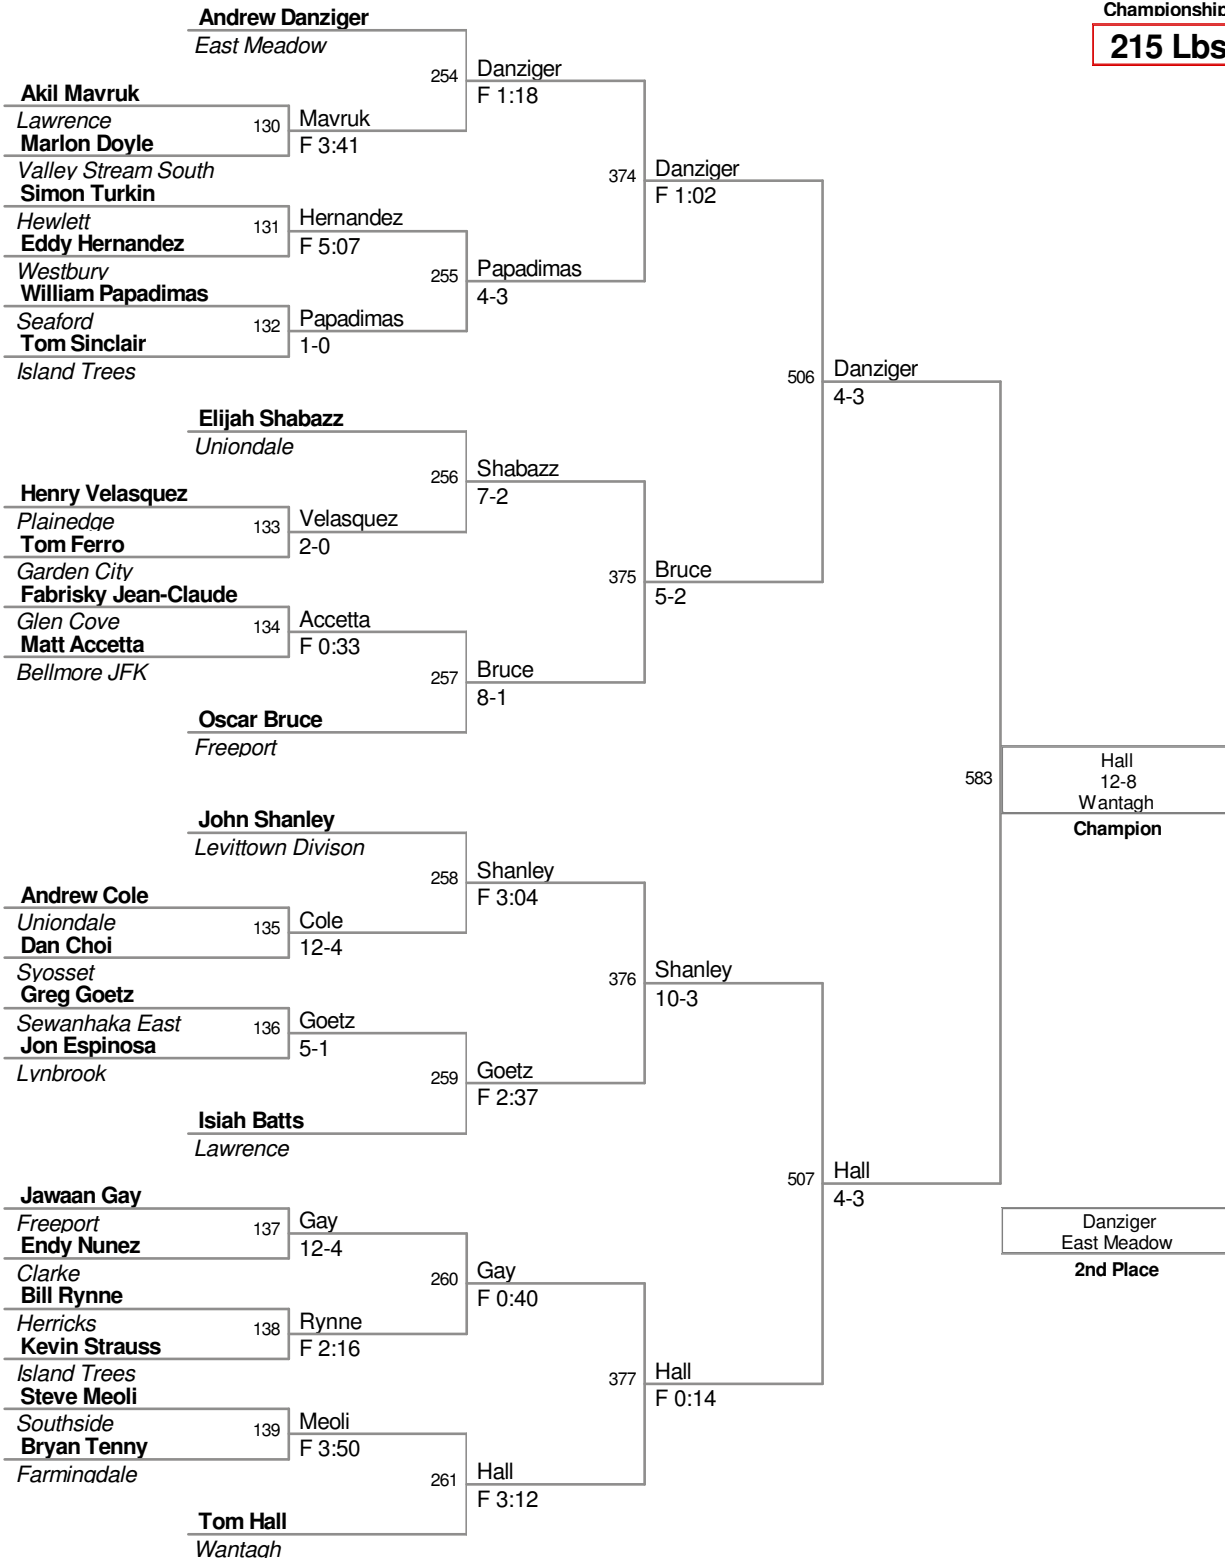 Championship
215 Lbs
Andrew Danziger
East Meadow
254
Danziger
F 1:18
Akil Mavruk
Lawrence
130
Mavruk
F 3:41
Marlon Doyle
Valley Stream South
374
Danziger
F 1:02
Simon Turkin
Hewlett
131
Hernandez
F 5:07
Eddy Hernandez
Westbury
255
Papadimas
4-3
William Papadimas
Seaford
132
Papadimas
1-0
Tom Sinclair
Island Trees
506
Danziger
4-3
Elijah Shabazz
Uniondale
256
Shabazz
7-2
Henry Velasquez
Plainedge
133
Velasquez
2-0
Tom Ferro
Garden City
375
Bruce
5-2
Fabrisky Jean-Claude
Glen Cove
134
Accetta
F 0:33
Matt Accetta
Bellmore JFK
257
Bruce
8-1
Oscar Bruce
Freeport
583
Hall
12-8
Wantagh
Champion
John Shanley
Levittown Divison
258
Shanley
F 3:04
Andrew Cole
Uniondale
135
Cole
12-4
Dan Choi
Syosset
376
Shanley
10-3
Greg Goetz
Sewanhaka East
136
Goetz
5-1
Jon Espinosa
Lynbrook
259
Goetz
F 2:37
Isiah Batts
Lawrence
507
Hall
4-3
Jawaan Gay
Freeport
137
Gay
12-4
Endy Nunez
Clarke
260
Gay
F 0:40
Danziger
East Meadow
2nd Place
Bill Rynne
Herricks
138
Rynne
F 2:16
Kevin Strauss
Island Trees
377
Hall
F 0:14
Steve Meoli
Southside
139
Meoli
F 3:50
Bryan Tenny
Farmingdale
261
Hall
F 3:12
Tom Hall
Wantagh